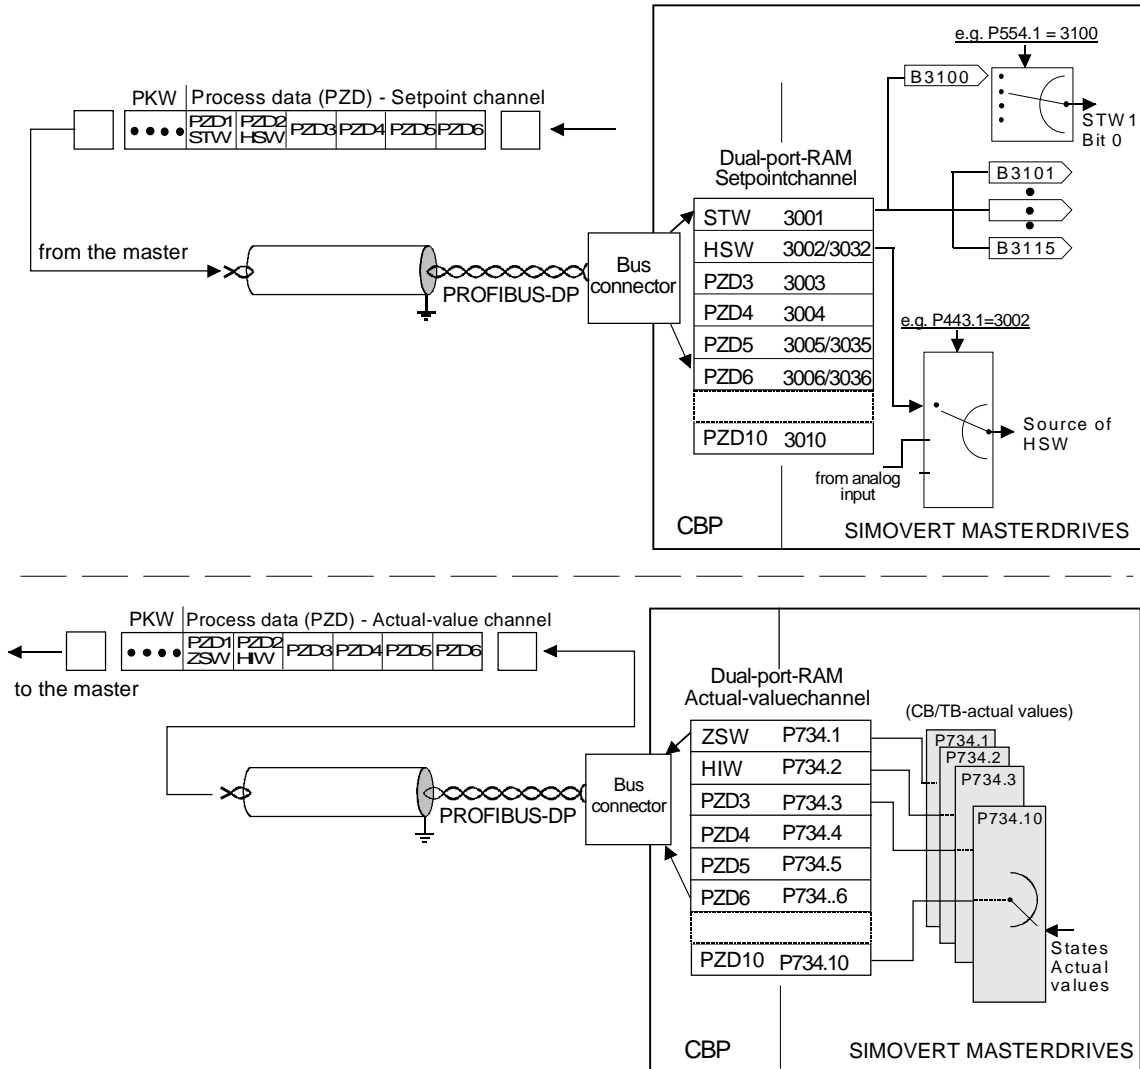 e.g. P554.1 = 3100
B3100
STW1
Bit 0
PKW Process data (PZD) - Setpoint channel
PZD1 PZD2 PZD3 PZD4 PZD5 PZD6
STW HSW
from the master
PROFIBUS-DP
Bus
connector
Dual-port-RAM
Setpointchannel
STW 3001
HSW 3002/3032
PZD3 3003
PZD4 3004
PZD5 3005/3035
PZD6 3006/3036
PZD10 3010
B3101
B3115
e.g. P443.1=3002
Source of
HSW
from analog
input
CBP
SIMOVERT MASTERDRIVES
PKW Process data (PZD) - Actual-value channel
PZD1 PZD2 PZD3 PZD4 PZD5 PZD6
ZSW HIW
to the master
PROFIBUS-DP
Bus
connector
Dual-port-RAM
Actual-valuechannel
ZSW P734.1
HIW P734.2
PZD3 P734.3
PZD4 P734.4
PZD5 P734.5
PZD6 P734..6
PZD10 P734.10
(CB/TB-actual values)
P734.1
P734.2
P734.3
P734.10
States
Actual
values
CBP
SIMOVERT MASTERDRIVES